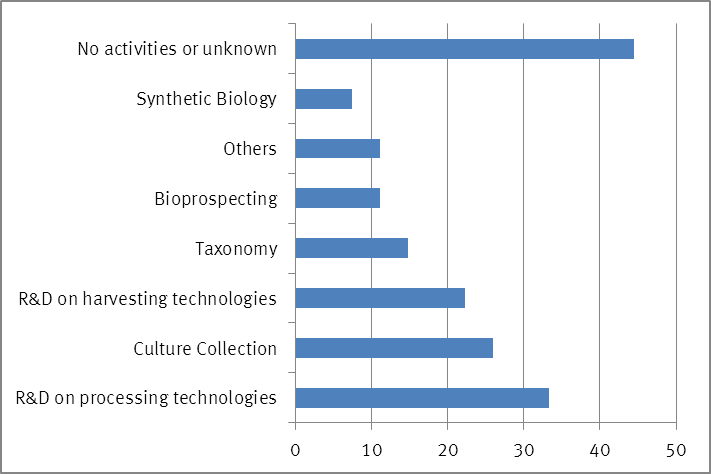 No activities or unknown
Synthetic Biology
Others
Bioprospecting
Taxonomy
R&D on harvesting technologies
Culture Collection
R&D on processing technologies
0 10 20 30 40 50